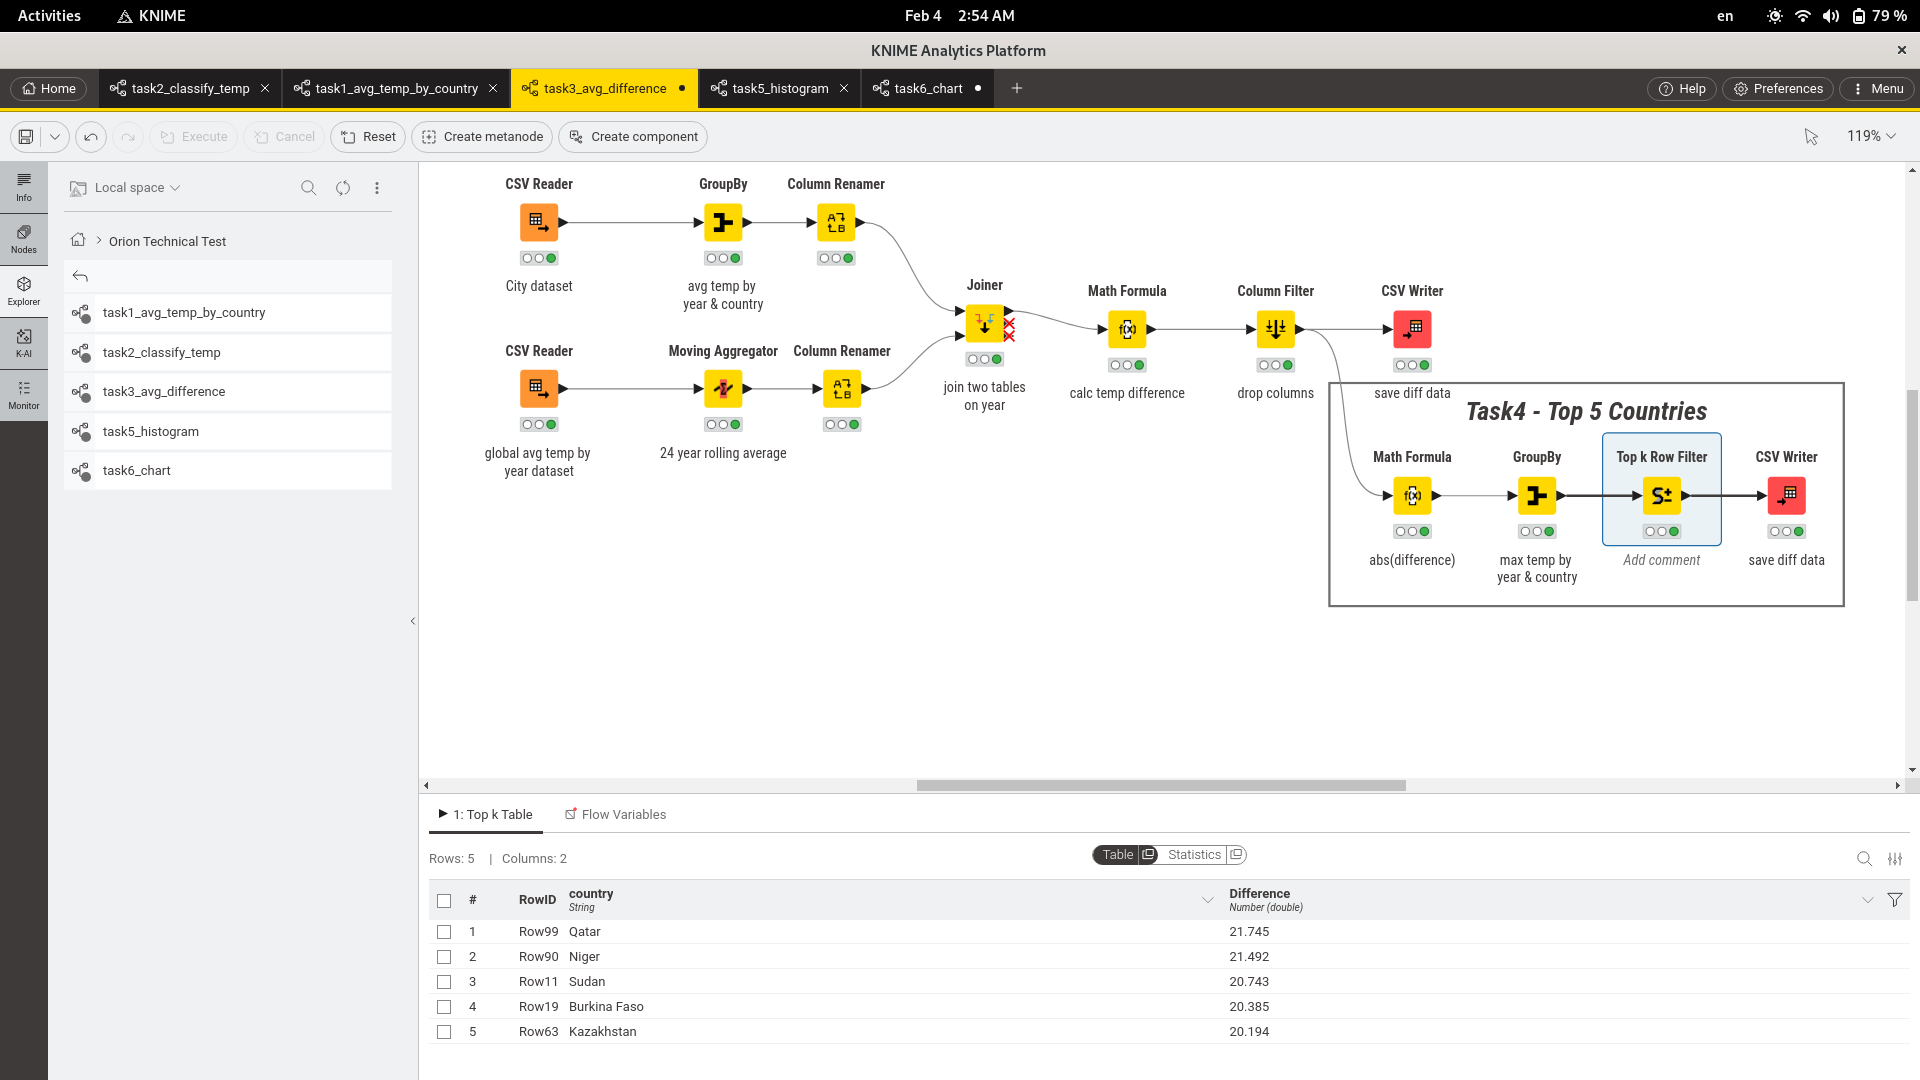 Activities
KNIME
Feb 4 2:54 AM
en
79 %
KNIME Analytics Platform
Home
task2_classify_temp
task1_avg_temp_by_country
task3_avg_difference
task5_histogram
task6_chart
Help
Preferences
Menu
Execute
Cancel
Reset
Create metanode
Create component
119%
Info
Nodes
Explorer
K-AI
Monitor
Local space
Orion Technical Test
task1_avg_temp_by_country
task2_classify_temp
task3_avg_difference
task5_histogram
task6_chart
CSV Reader
City dataset
GroupBy
avg temp by
year & country
Column Renamer
CSV Reader
global avg temp by
year dataset
Moving Aggregator
24 year rolling average
Column Renamer
Joiner
join two tables
on year
Math Formula
calc temp difference
Column Filter
drop columns
CSV Writer
save diff data
Task4 - Top 5 Countries
Math Formula
abs(difference)
GroupBy
max temp by
year & country
Top k Row Filter
Add comment
CSV Writer
save diff data
1: Top k Table
Flow Variables
Rows: 5 | Columns: 2
Table
Statistics
# RowID country Difference
String Number (double)
1 Row99 Qatar 21.745
2 Row90 Niger 21.492
3 Row11 Sudan 20.743
4 Row19 Burkina Faso 20.385
5 Row63 Kazakhstan 20.194